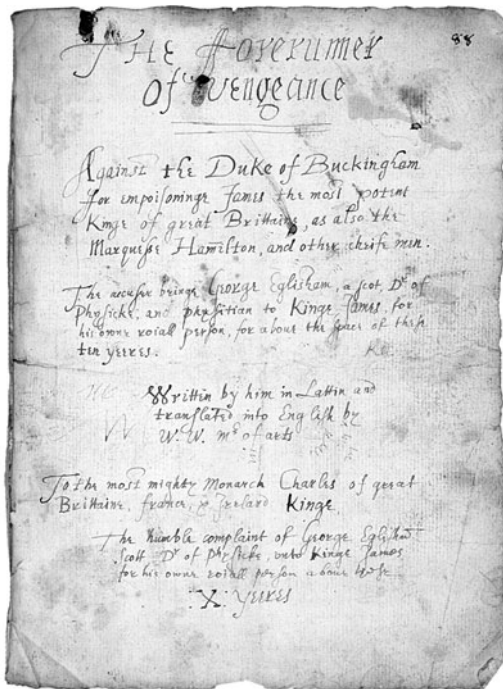 88
The Forerunner
of Vengeance
Against the Duke of Buckingham
for empoisoninge James the most potent
Kinge of great Brittaine, as also the
Marquesse Hamilton, and other cheife men.
The accuser beinge George Eglisham, a scot, Dr of
Physicke, and phisitian to Kinge James, for
his owne roiall person, for about the space of these
ten yeeres.
Written by him in Lattin and
translated into English by
W. W. mr of arts
To the most mighty Monarch Charles of great
Brittaine, france, & Ireland Kinge,
The humble complaint of George Eglisham
Scott Dr of physicke, unto Kinge James
for his owne roiall person above
X: yeeres